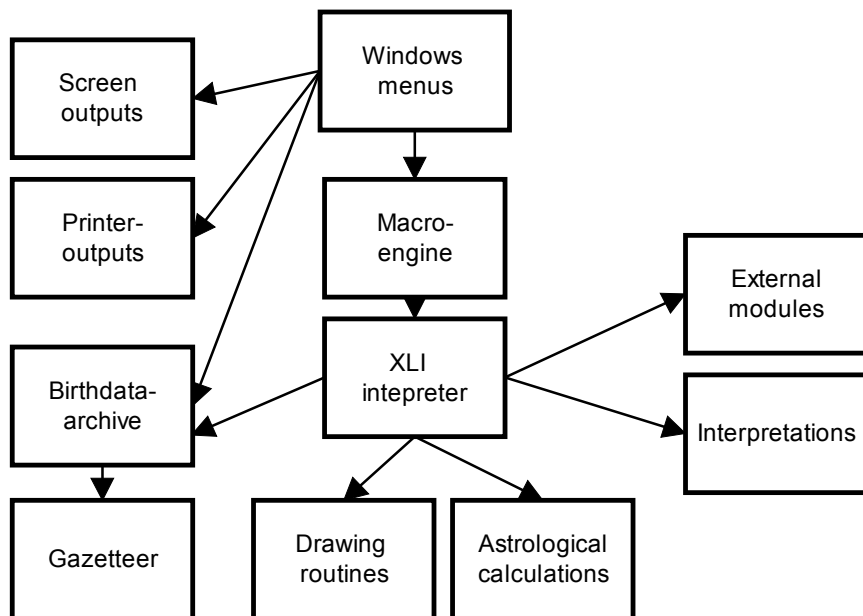 Windows
menus
Screen
outputs
Printer-
outputs
Macro-
engine
External
modules
XLI
intepreter
Birthdata-
archive
Interpretations
Gazetteer
Drawing
routines
Astrological
calculations